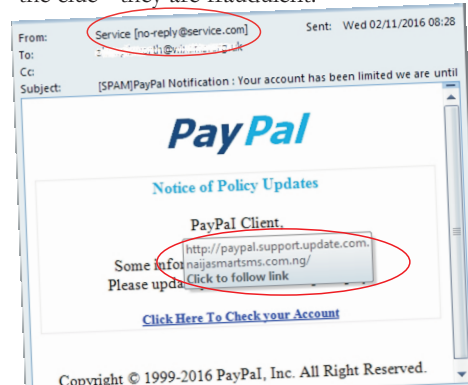 the clue – they are fraudulent.
From: Service [no-reply@service.com] Sent: Wed 02/11/2016 08:28
To:
Cc:
Subject: [SPAM]PayPal Notification : Your account has been limited we are until
PayPal
Notice of Policy Updates
PayPaI Client,
http://paypal.support.update.com.
Some infor naijasmartsms.com.ng/
Please upda Click to follow link
Click Here To Check your Account
Copyright © 1999-2016 PayPaI, Inc. All Right Reserved.